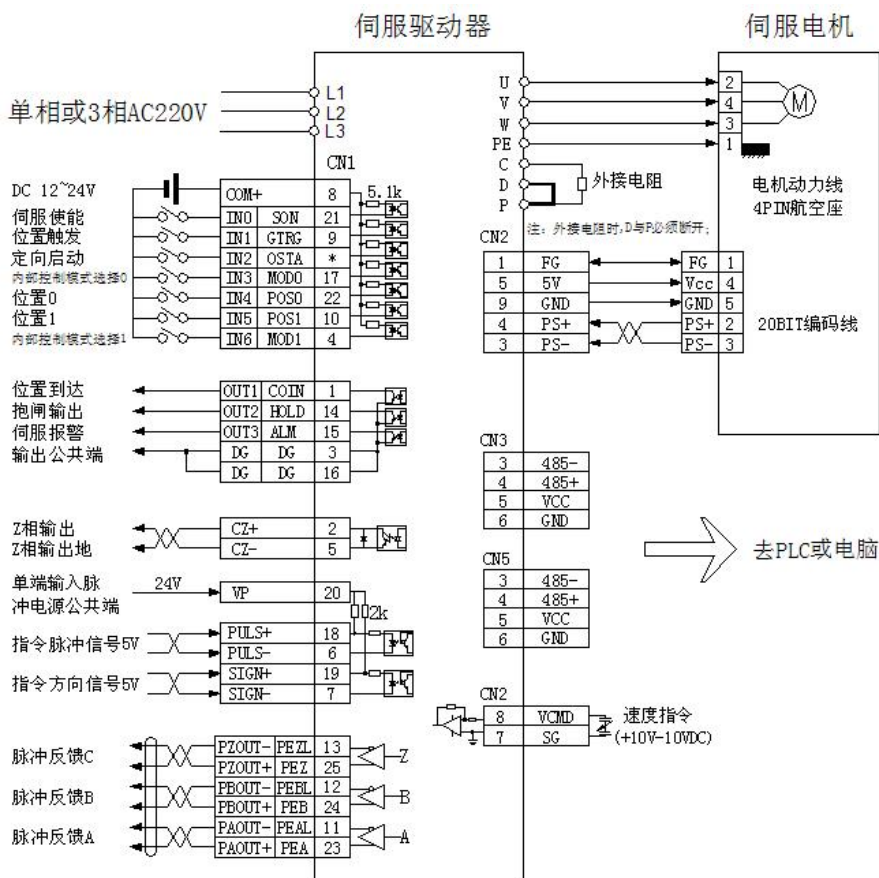 伺服驱动器
伺服电机
单相或3相AC220V
L1
L2
L3
U
V
W
PE
C
D
P
2
4
3
1
M
外接电阻
注: 外接电阻时,D与P必须断开;
电机动力线
4PIN航空座
CN1
DC 12~24V
COM+ 8 5.1k
伺服使能 IN0 SON 21
位置触发 IN1 GTRG 9
定向启动 IN2 OSTA *
内部控制模式选择0 IN3 MOD0 17
位置0 IN4 POS0 22
位置1 IN5 POS1 10
内部控制模式选择1 IN6 MOD1 4
CN2
1 FG FG 1
5 5V Vcc 4
9 GND GND 5
4 PS+ PS+ 2
3 PS- PS- 3
20BIT编码线
位置到达 OUT1 COIN 1
抱闸输出 OUT2 HOLD 14
伺服报警 OUT3 ALM 15
输出公共端 DG DG 3
DG DG 16
CN3
3 485-
4 485+
5 VCC
6 GND
Z相输出 CZ+ 2
Z相输出地 CZ- 5
去PLC或电脑
CN5
3 485-
4 485+
5 VCC
6 GND
单端输入脉
冲电源公共端
24V VP 20
2k
指令脉冲信号5V
PULS+ 18
PULS- 6
指令方向信号5V
SIGN+ 19
SIGN- 7
CN2
8 VCMD
7 SG
速度指令
(+10V-10VDC)
脉冲反馈C
PZOUT- PEZL 13
PZOUT+ PEZ 25
Z
脉冲反馈B
PBOUT- PEBL 12
PBOUT+ PEB 24
B
脉冲反馈A
PAOUT- PEAL 11
PAOUT+ PEA 23
A